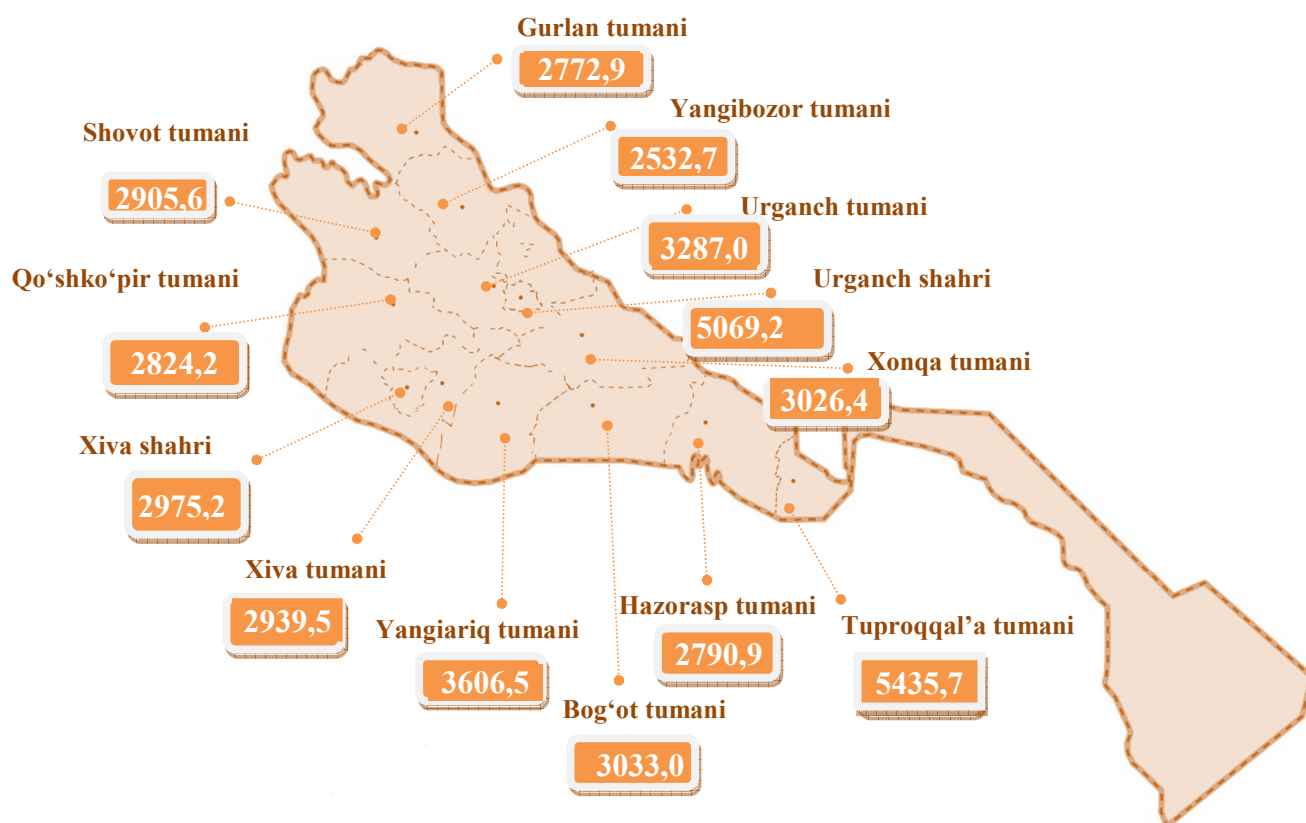 Gurlan tumani
2772,9
Yangibozor tumani
2532,7
Shovot tumani
2905,6
Urganch tumani
3287,0
Qo‘shko‘pir tumani
2824,2
Urganch shahri
5069,2
Xonqa tumani
3026,4
Xiva shahri
2975,2
Xiva tumani
2939,5
Yangiariq tumani
3606,5
Hazorasp tumani
2790,9
Tuproqqal’a tumani
5435,7
Bog‘ot tumani
3033,0